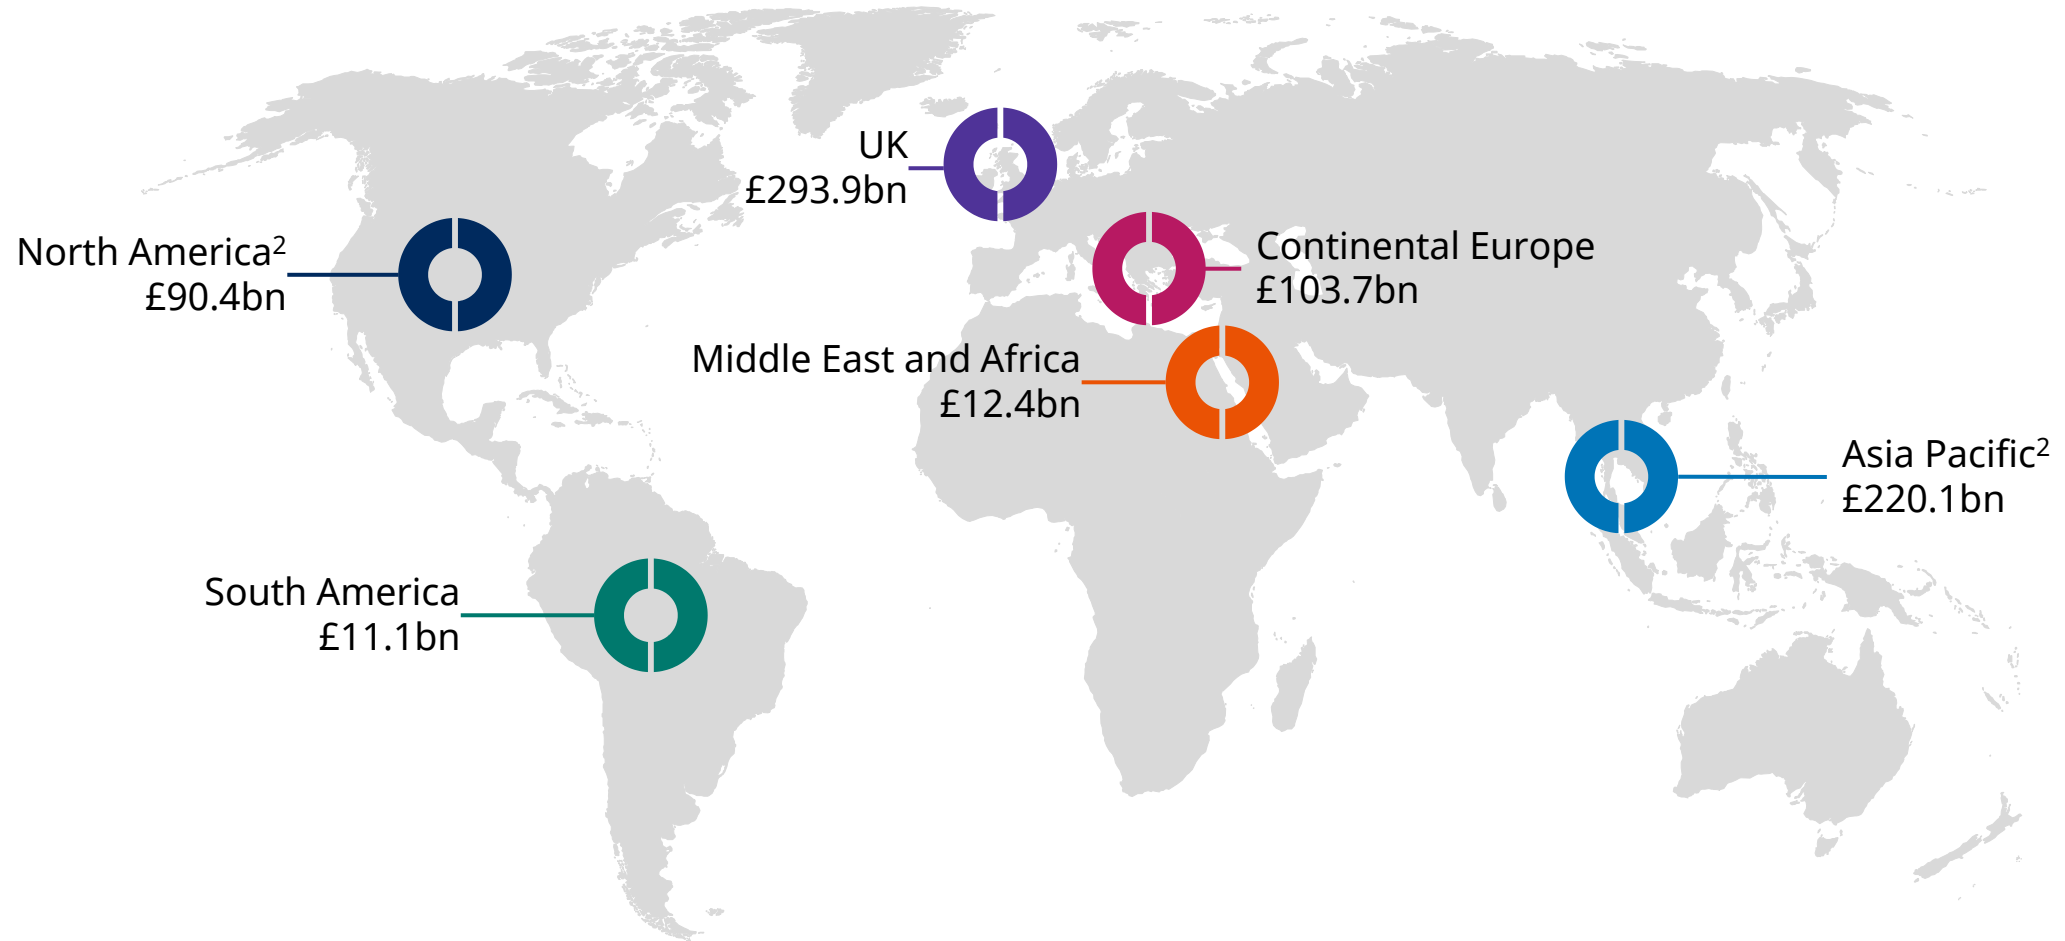 UK
£293.9bn
North America²
£90.4bn
Continental Europe
£103.7bn
Middle East and Africa
£12.4bn
Asia Pacific²
£220.1bn
South America
£11.1bn